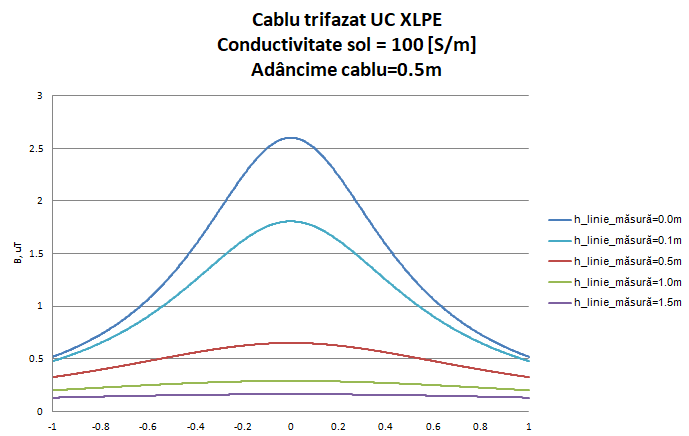 Cablu trifazat UC XLPE
Conductivitate sol = 100 [S/m]
Adâncime cablu=0.5m
3
2.5
2
1.5
1
0.5
0
B, uT
-1
-0.8
-0.6
-0.4
-0.2
0
0.2
0.4
0.6
0.8
1
h_linie_măsură=0.0m
h_linie_măsură=0.1m
h_linie_măsură=0.5m
h_linie_măsură=1.0m
h_linie_măsură=1.5m